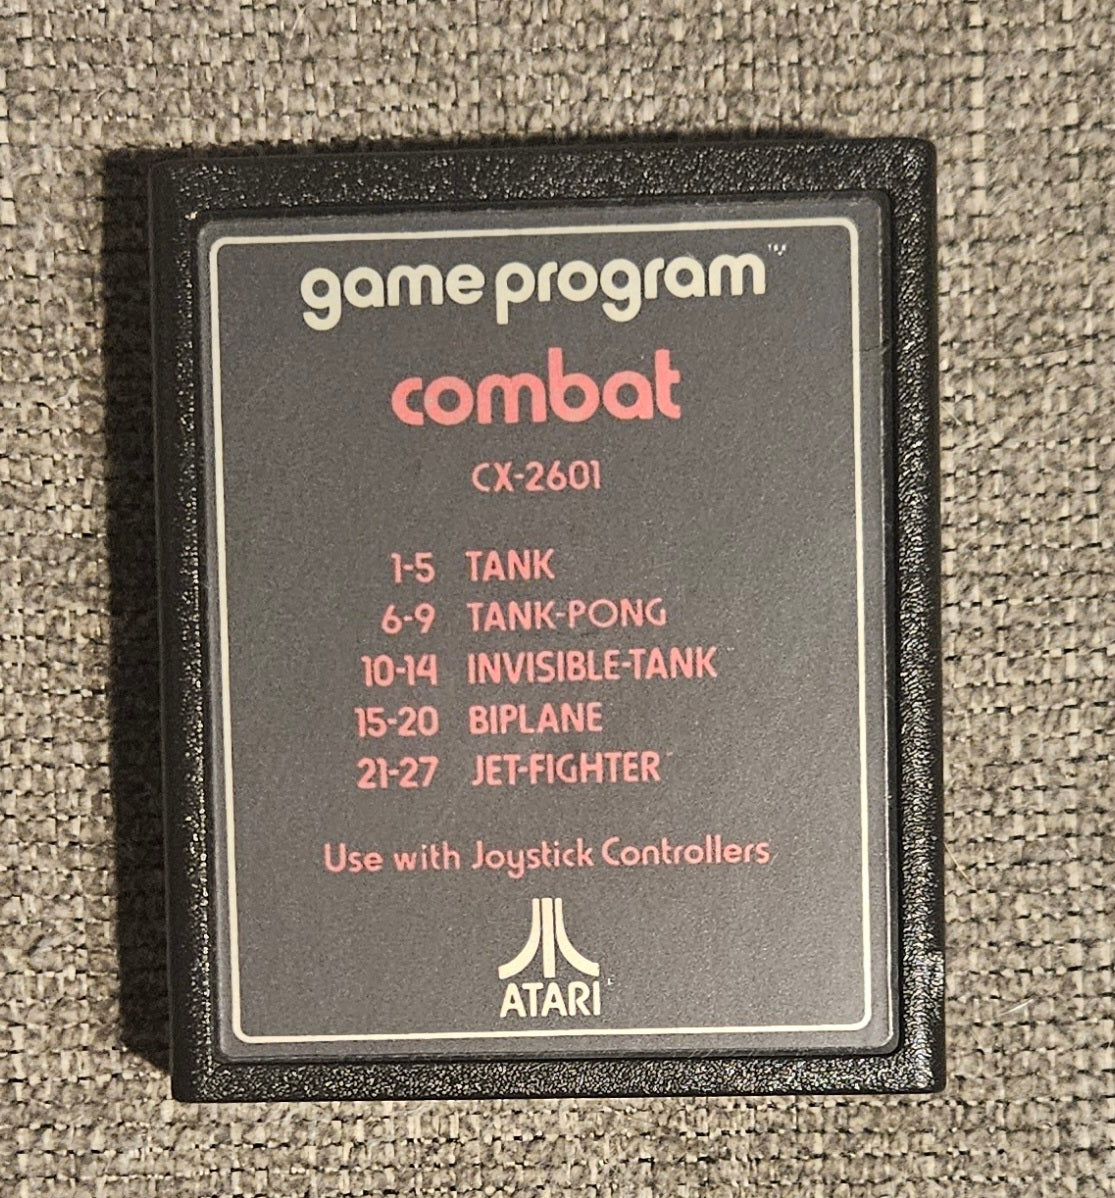 game program™
combat
CX-2601
1-5 TANK
6-9 TANK-PONG
10-14 INVISIBLE-TANK
15-20 BIPLANE
21-27 JET-FIGHTER
Use with Joystick Controllers
ATARI